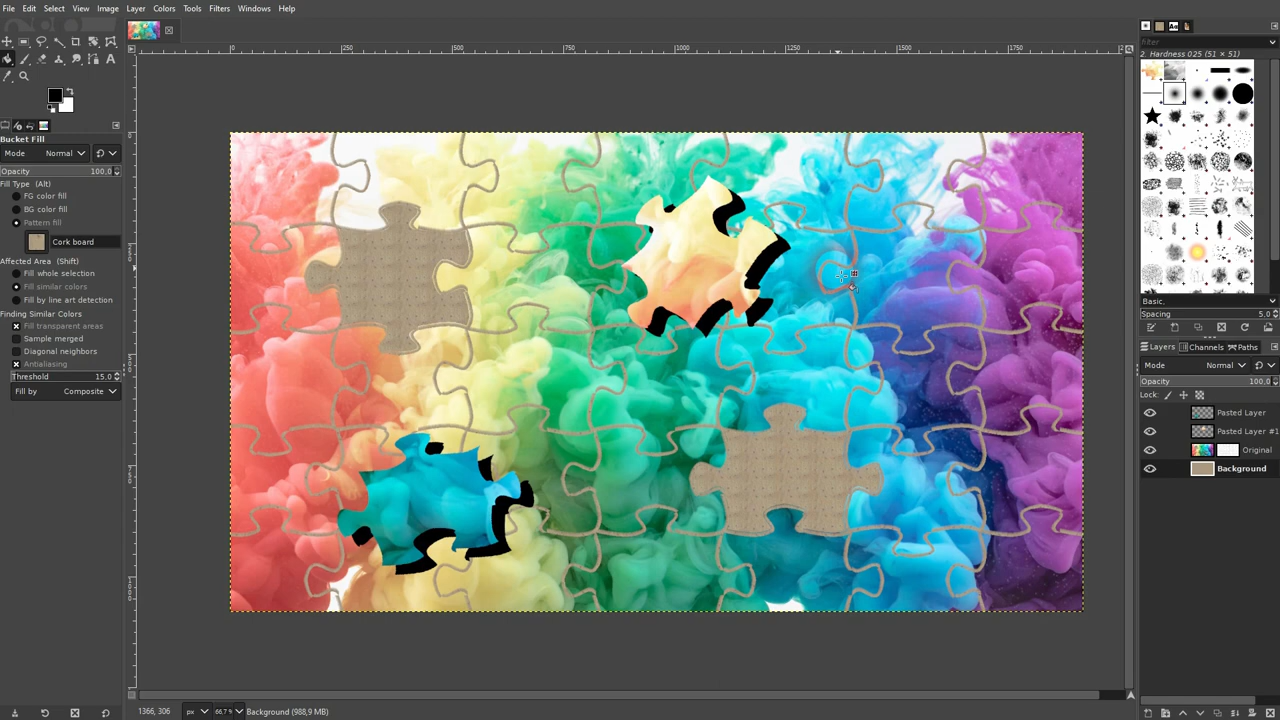 File Edit Select View Image Layer Colors Tools Filters Windows Help
filter
2. Hardness 025 (51 × 51)
0 250 500 750 1000 1250 1500 1750
Bucket Fill
Mode Normal
Opacity 100,0
Fill Type (Alt)
FG color fill
BG color fill
Pattern fill
Cork board
Affected Area (Shift)
Fill whole selection
Fill similar colors
Fill by line art detection
Finding Similar Colors
Fill transparent areas
Sample merged
Diagonal neighbors
Antialiasing
Threshold 15,0
Fill by Composite
Basic,
Spacing 5,0
Layers Channels Paths
Mode Normal
Opacity 100,0
Lock:
Pasted Layer
Pasted Layer #1
Original
Background
1366, 306 px 66,7 % Background (988,9 MB)